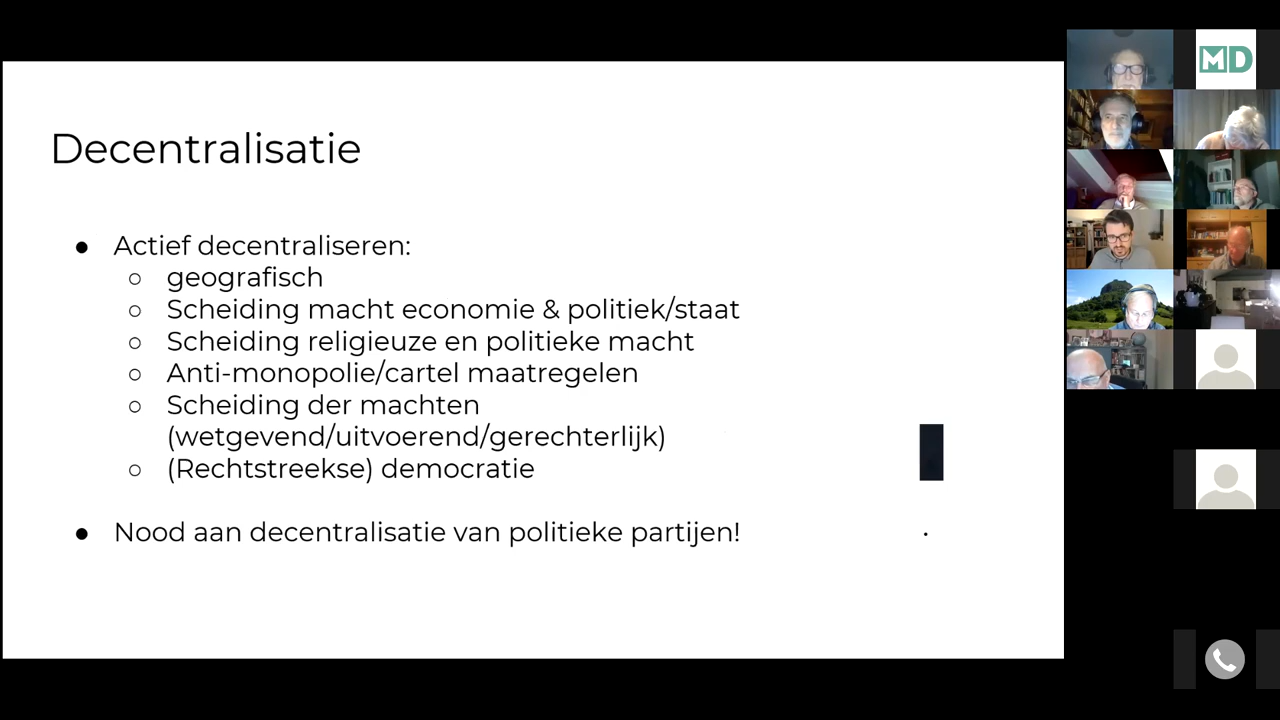 Decentralisatie
● Actief decentraliseren:
○ geografisch
○ Scheiding macht economie & politiek/staat
○ Scheiding religieuze en politieke macht
○ Anti-monopolie/cartel maatregelen
○ Scheiding der machten
(wetgevend/uitvoerend/gerechterlijk)
○ (Rechtstreekse) democratie
● Nood aan decentralisatie van politieke partijen!
MD